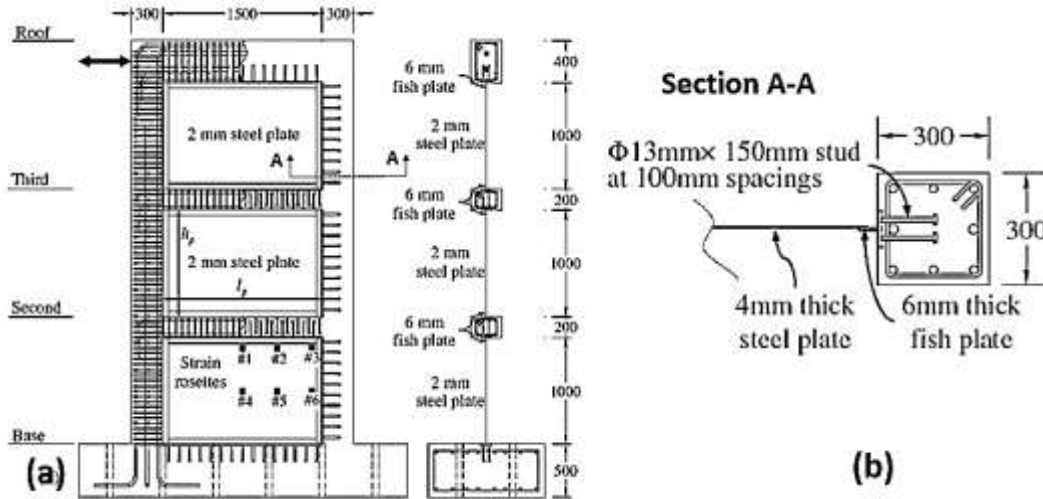 300
1500
300
Roof
6 mm
fish plate
400
2 mm steel plate
2 mm
steel plate
1000
A
A
Third
6 mm
fish plate
200
hp
2 mm steel plate
lp
2 mm
steel plate
1000
Second
6 mm
fish plate
200
#1 #2 #3
Strain
rosettes
#4 #5 #6
2 mm
steel plate
1000
Base
500
(a)
Section A-A
300
Φ13mm× 150mm stud
at 100mm spacings
300
4mm thick
steel plate
6mm thick
fish plate
(b)